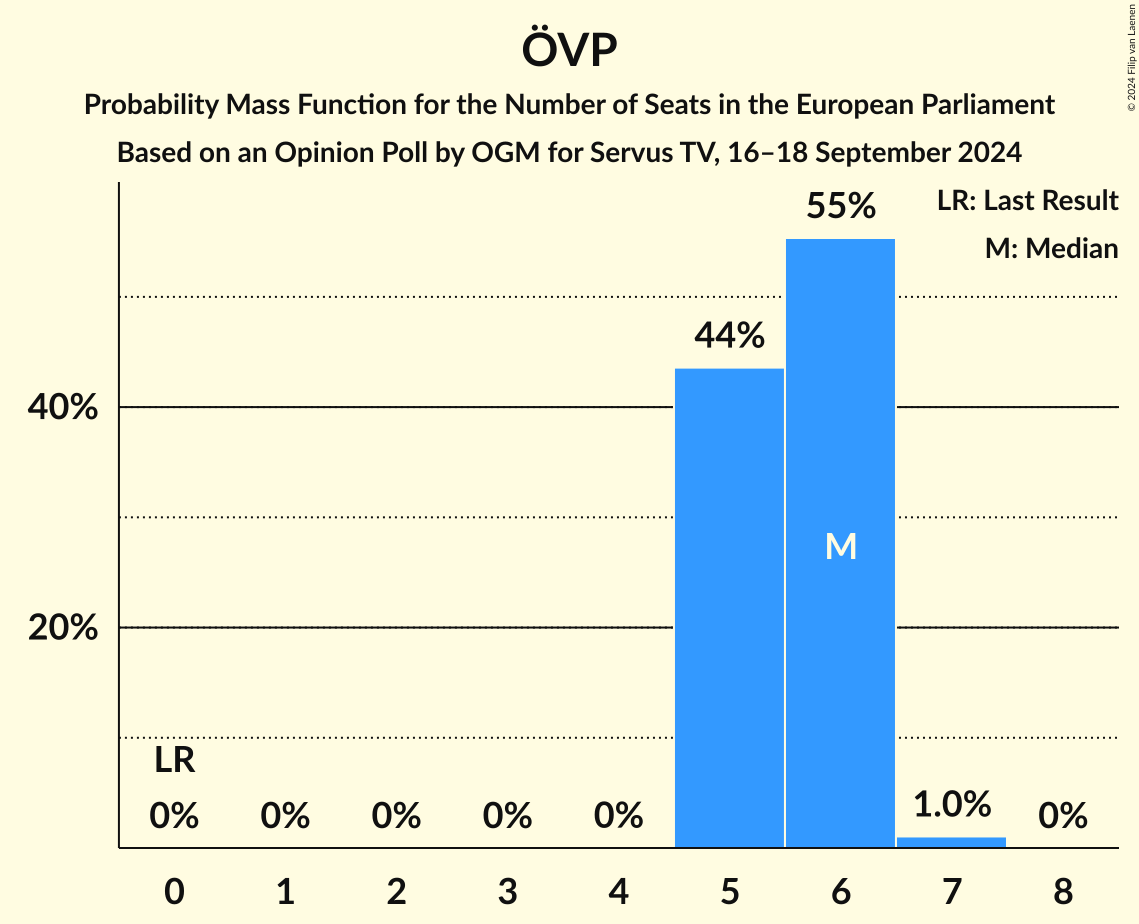 ÖVP
Probability Mass Function for the Number of Seats in the European Parliament
Based on an Opinion Poll by OGM for Servus TV, 16–18 September 2024
© 2024 Filip van Laenen
LR: Last Result
M: Median
55%
44%
40%
M
20%
LR
0% 0% 0% 0% 0% 1.0% 0%
0 1 2 3 4 5 6 7 8